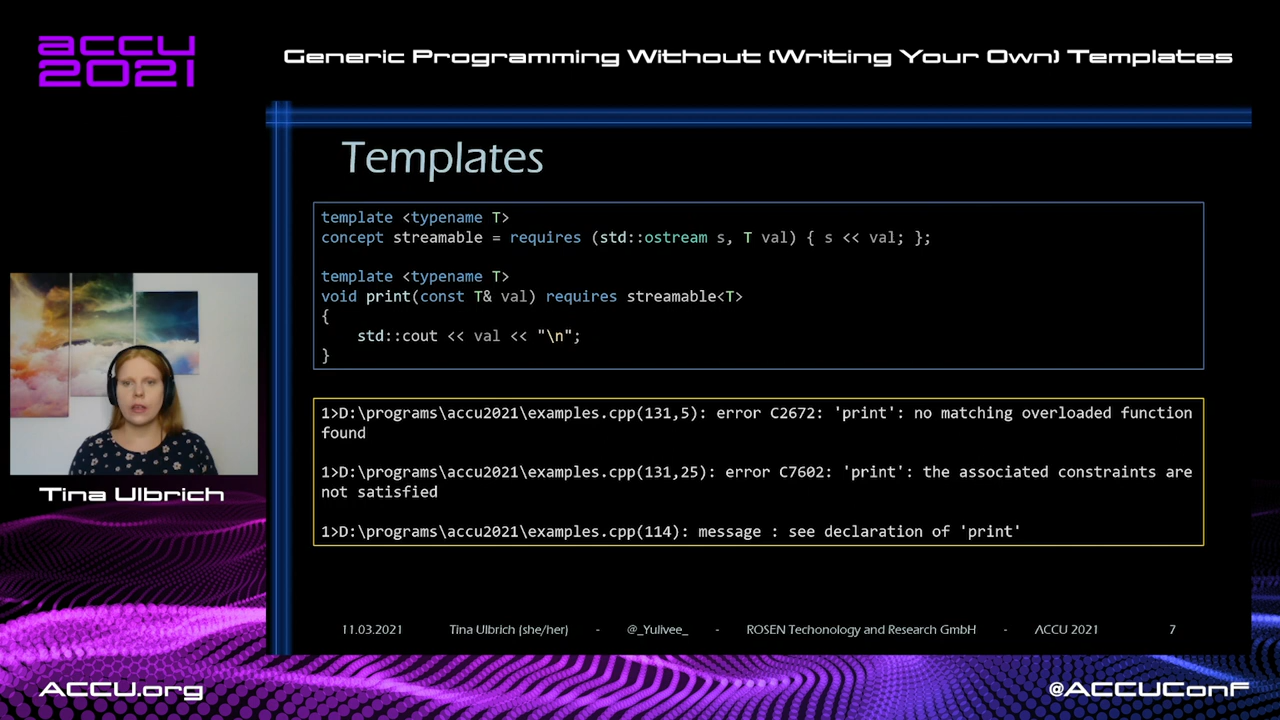 accu
2021
Generic Programming Without (Writing Your Own) Templates
Templates
template <typename T>
concept streamable = requires (std::ostream s, T val) { s << val; };
template <typename T>
void print(const T& val) requires streamable<T>
{
    std::cout << val << "\n";
}
1>D:\programs\accu2021\examples.cpp(131,5): error C2672: 'print': no matching overloaded function
found
1>D:\programs\accu2021\examples.cpp(131,25): error C7602: 'print': the associated constraints are
not satisfied
1>D:\programs\accu2021\examples.cpp(114): message : see declaration of 'print'
Tina Ulbrich
11.03.2021 Tina Ulbrich (she/her) - @_Yulivee_ - ROSEN Techonology and Research GmbH - ACCU 2021 7
ACCU.org
@ACCUConf